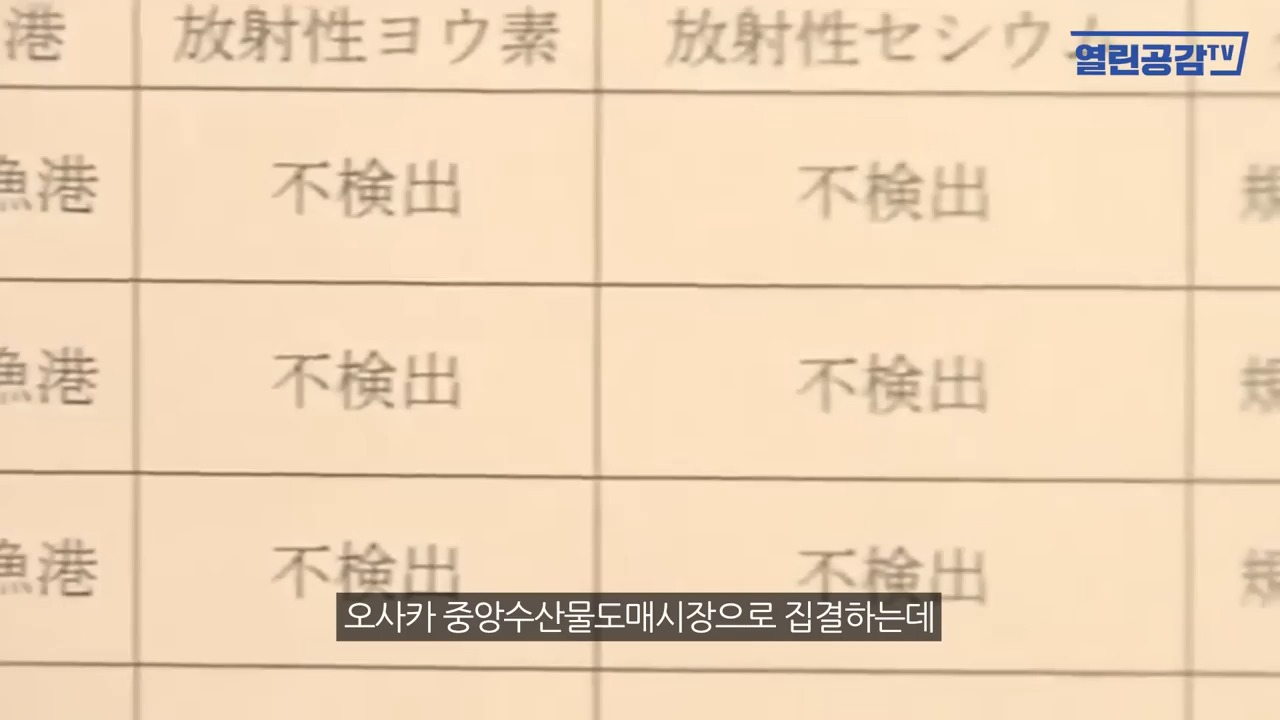 港 放射性ヨウ素 放射性セシウム
열린공감TV
漁港 不検出 不検出
漁港 不検出 不検出
漁港 不検出 不検出
오사카 중앙수산물도매시장으로 집결하는데